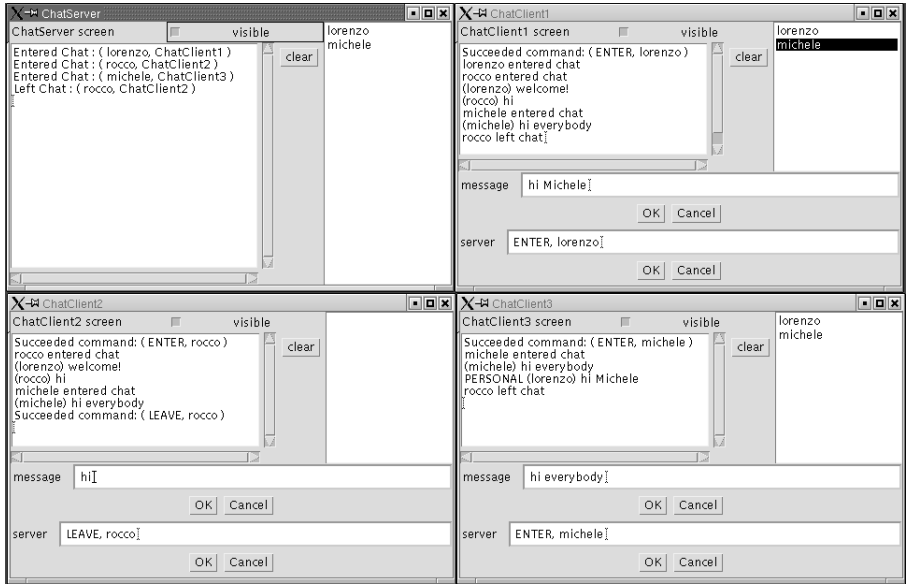 ChatServer
ChatServer screen visible
Entered Chat : ( lorenzo, ChatClient1 )
Entered Chat : ( rocco, ChatClient2 )
Entered Chat : ( michele, ChatClient3 )
Left Chat : ( rocco, ChatClient2 )
clear
lorenzo
michele
ChatClient1
ChatClient1 screen visible
Succeeded command: ( ENTER, lorenzo )
lorenzo entered chat
rocco entered chat
(lorenzo) welcome!
(rocco) hi
michele entered chat
(michele) hi everybody
rocco left chat
clear
lorenzo
michele
message hi Michele
OK Cancel
server ENTER, lorenzo
OK Cancel
ChatClient2
ChatClient2 screen visible
Succeeded command: ( ENTER, rocco )
rocco entered chat
(lorenzo) welcome!
(rocco) hi
michele entered chat
(michele) hi everybody
Succeeded command: ( LEAVE, rocco )
clear
message hi
OK Cancel
server LEAVE, rocco
OK Cancel
ChatClient3
ChatClient3 screen visible
Succeeded command: ( ENTER, michele )
michele entered chat
(michele) hi everybody
PERSONAL (lorenzo) hi Michele
rocco left chat
clear
lorenzo
michele
message hi everybody
OK Cancel
server ENTER, michele
OK Cancel